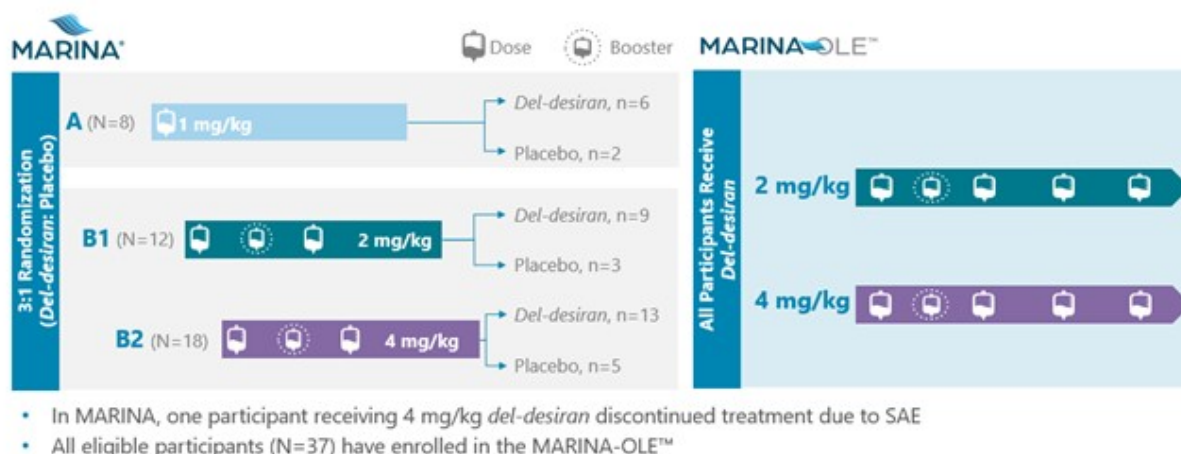 MARINA®
Dose
Booster
MARINA-OLE™
3:1 Randomization
(Del-desiran: Placebo)
A (N=8)
1 mg/kg
Del-desiran, n=6
Placebo, n=2
B1 (N=12)
2 mg/kg
Del-desiran, n=9
Placebo, n=3
B2 (N=18)
4 mg/kg
Del-desiran, n=13
Placebo, n=5
All Participants Receive
Del-desiran
2 mg/kg
4 mg/kg
• In MARINA, one participant receiving 4 mg/kg del-desiran discontinued treatment due to SAE
• All eligible participants (N=37) have enrolled in the MARINA-OLE™